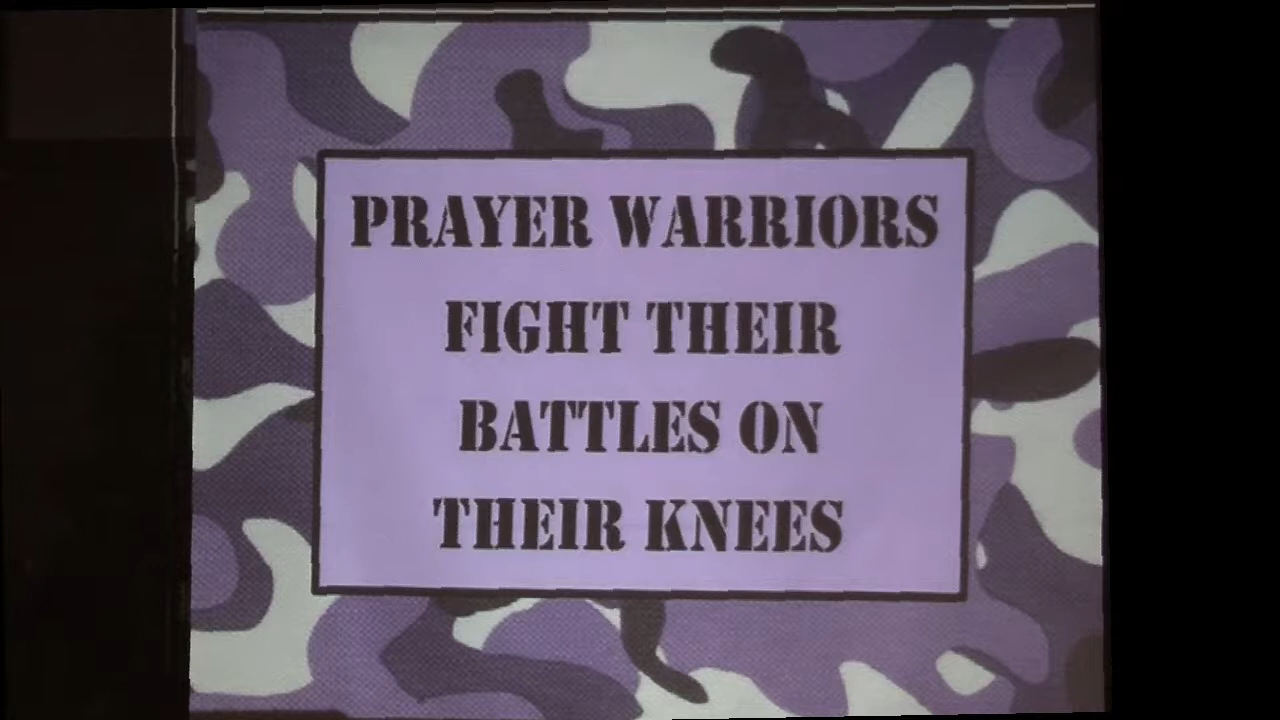 PRAYER WARRIORS
FIGHT THEIR
BATTLES ON
THEIR KNEES